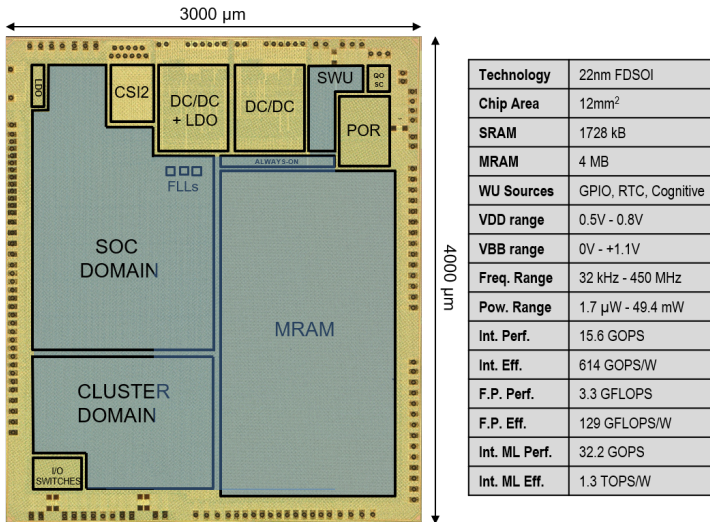 3000 µm
LDO
CSI2
DC/DC
+ LDO
DC/DC
SWU
QO
SC
POR
ALWAYS-ON
FLLs
SOC
DOMAIN
MRAM
4000 µm
CLUSTER
DOMAIN
I/O
SWITCHES
Technology 22nm FDSOI
Chip Area 12mm²
SRAM 1728 kB
MRAM 4 MB
WU Sources GPIO, RTC, Cognitive
VDD range 0.5V - 0.8V
VBB range 0V - +1.1V
Freq. Range 32 kHz - 450 MHz
Pow. Range 1.7 µW - 49.4 mW
Int. Perf. 15.6 GOPS
Int. Eff. 614 GOPS/W
F.P. Perf. 3.3 GFLOPS
F.P. Eff. 129 GFLOPS/W
Int. ML Perf. 32.2 GOPS
Int. ML Eff. 1.3 TOPS/W